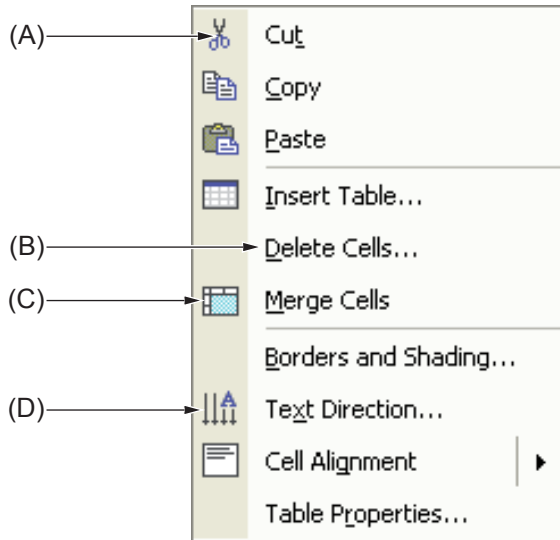 (A) Cut
Copy
Paste
Insert Table...
(B) Delete Cells...
(C) Merge Cells
Borders and Shading...
(D) Text Direction...
Cell Alignment
Table Properties...